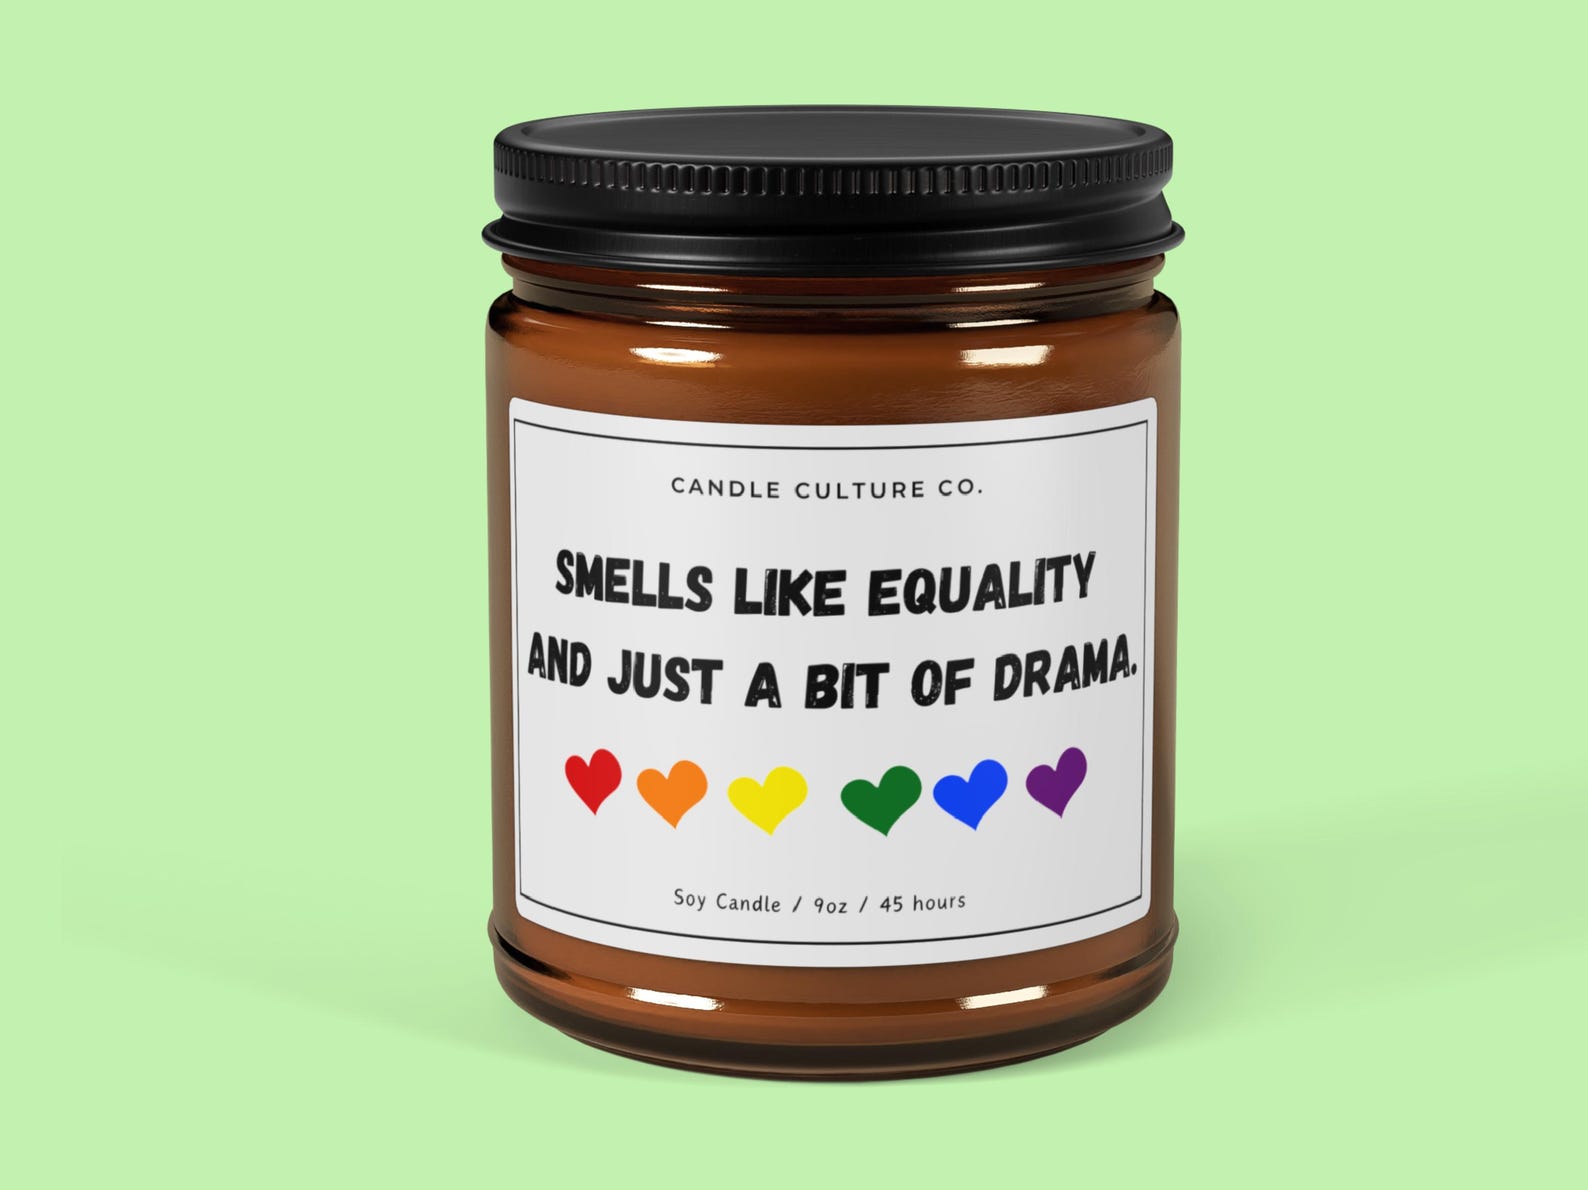 CANDLE CULTURE CO.
SMELLS LIKE EQUALITY
AND JUST A BIT OF DRAMA.
Soy Candle / 9oz / 45 hours